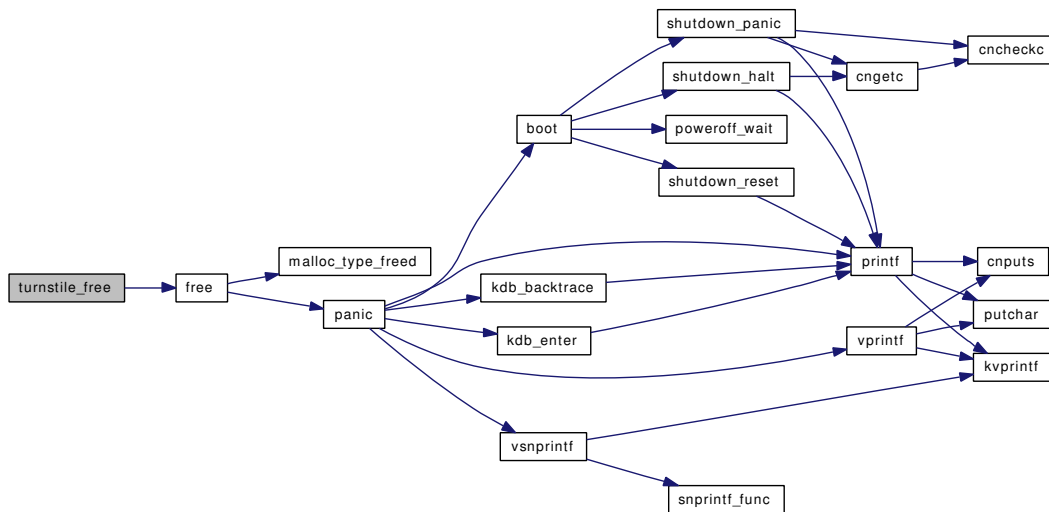 shutdown_panic
cncheckc
shutdown_halt
cngetc
boot
poweroff_wait
shutdown_reset
malloc_type_freed
printf
cnputs
turnstile_free
free
kdb_backtrace
panic
putchar
kdb_enter
vprintf
kvprintf
vsnprintf
snprintf_func